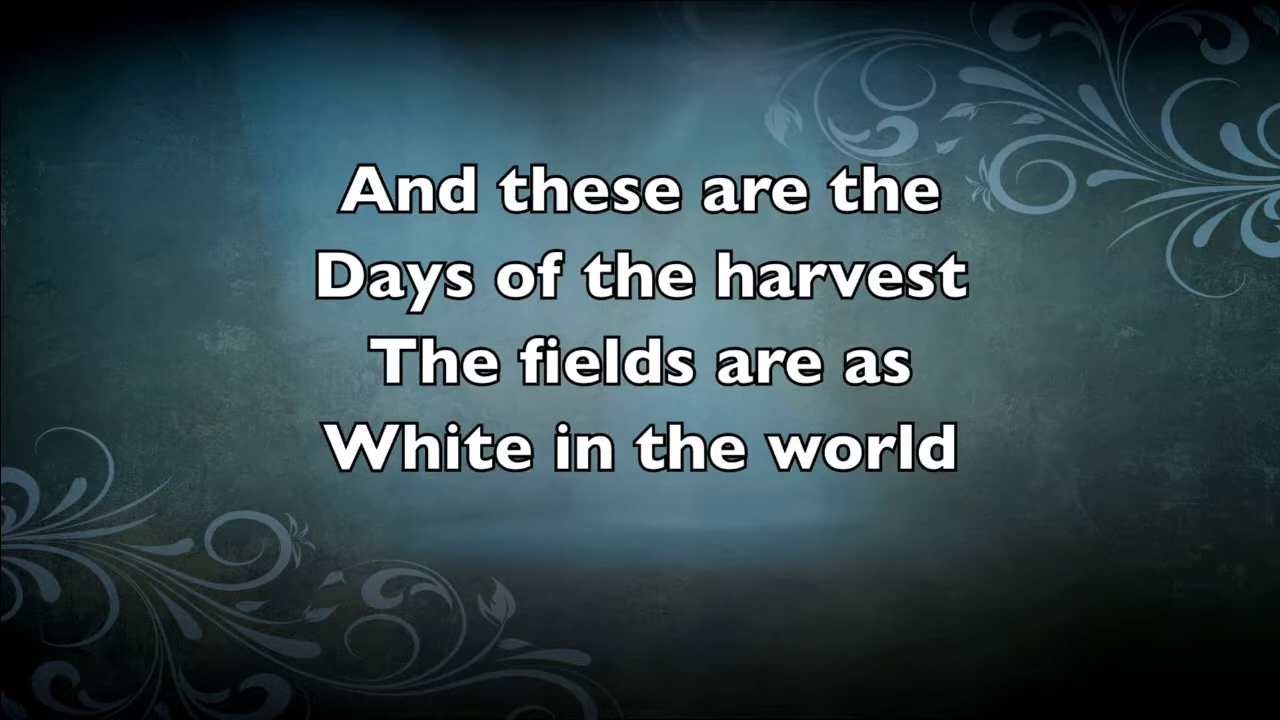 And these are the
Days of the harvest
The fields are as
White in the world